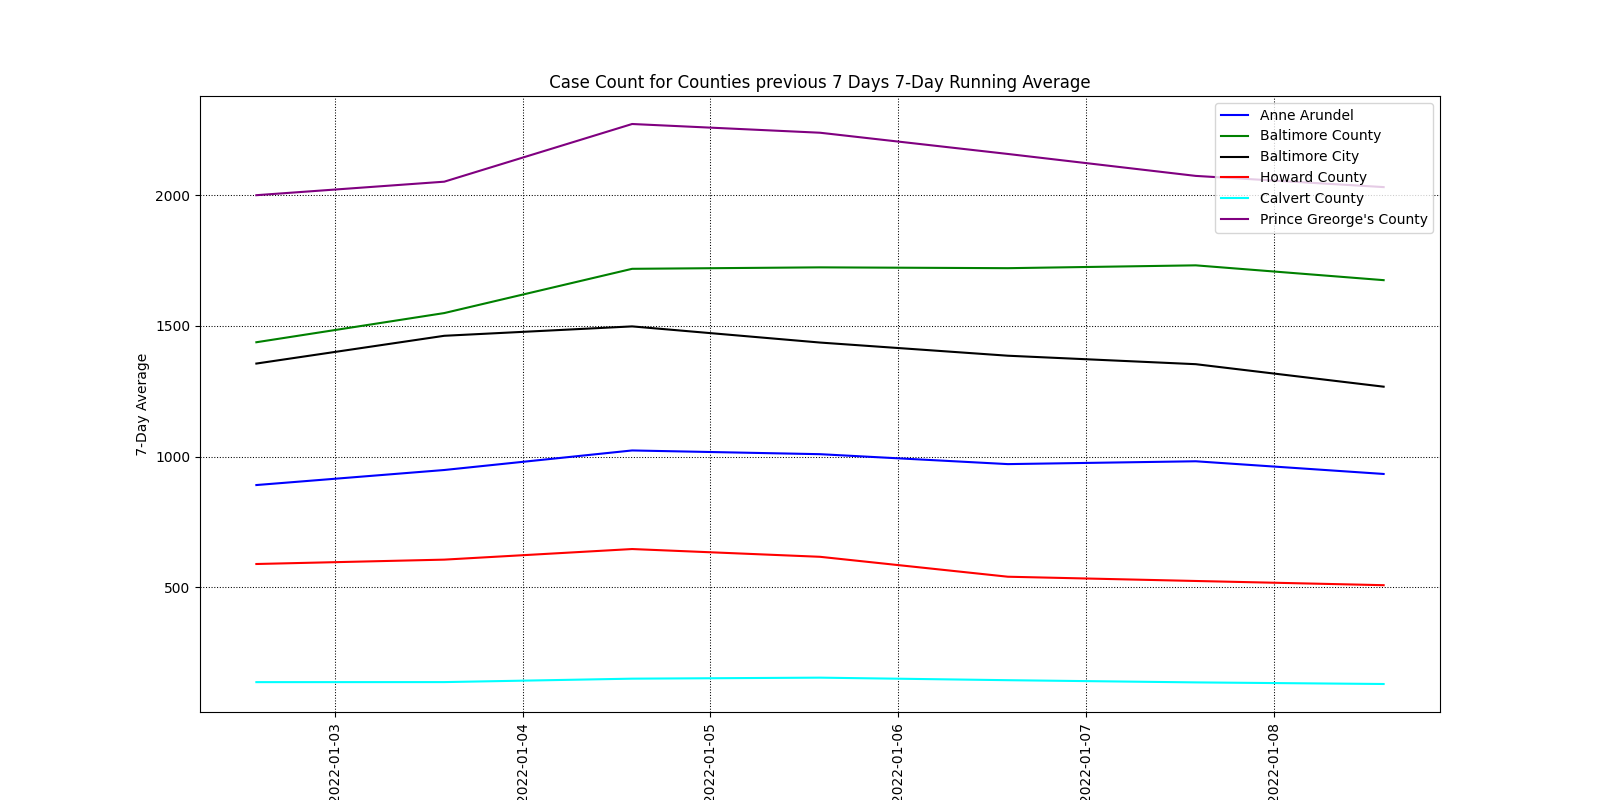 Case Count for Counties previous 7 Days 7-Day Running Average
Anne Arundel
Baltimore County
Baltimore City
Howard County
Calvert County
Prince Greorge's County
7-Day Average
2000
1500
1000
500
2022-01-03
2022-01-04
2022-01-05
2022-01-06
2022-01-07
2022-01-08